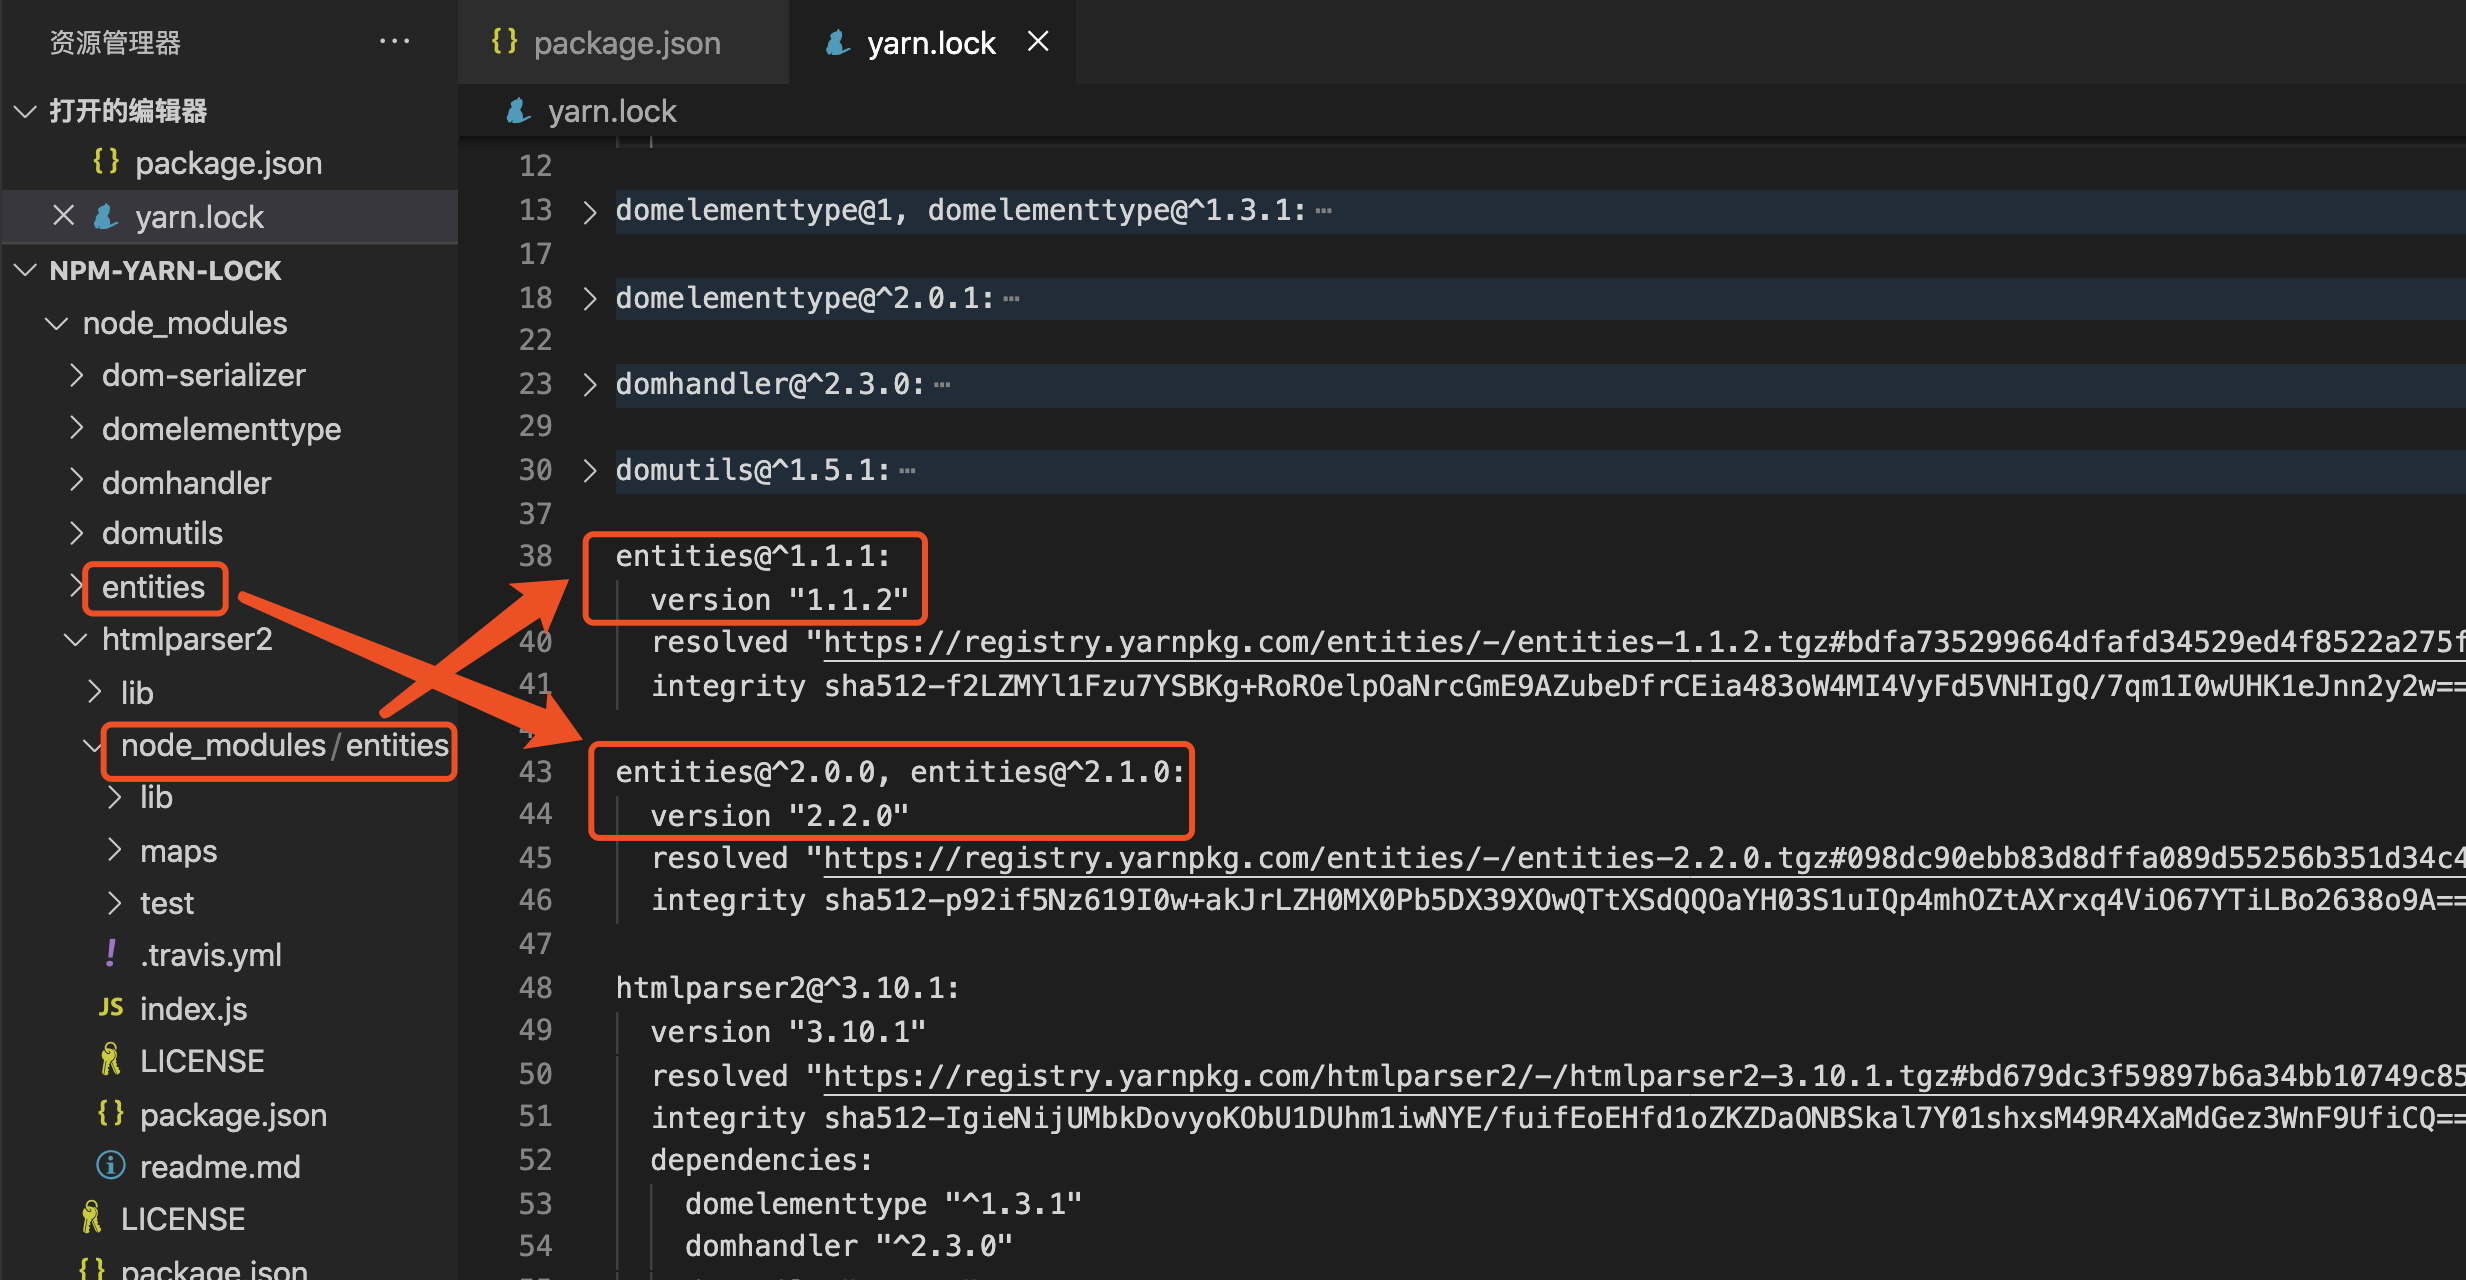 资源管理器
打开的编辑器
package.json
yarn.lock
NPM-YARN-LOCK
node_modules
dom-serializer
domelementtype
domhandler
domutils
entities
htmlparser2
lib
node_modules/entities
lib
maps
test
.travis.yml
JS index.js
LICENSE
package.json
readme.md
LICENSE
package.json
package.json
yarn.lock
yarn.lock
12
13 domelementtype@1, domelementtype@^1.3.1:
17
18 domelementtype@^2.0.1:
22
23 domhandler@^2.3.0:
29
30 domutils@^1.5.1:
37
38 entities@^1.1.1:
version "1.1.2"
40 resolved "https://registry.yarnpkg.com/entities/-/entities-1.1.2.tgz#bdfa735299664dfafd34529ed4f8522a275f
41 integrity sha512-f2LZMYl1Fzu7YSBKg+RoROelpOaNrcGmE9AZubeDfrCEia483oW4MI4VyFd5VNHIgQ/7qm1I0wUHK1eJnn2y2w==
43 entities@^2.0.0, entities@^2.1.0:
44 version "2.2.0"
45 resolved "https://registry.yarnpkg.com/entities/-/entities-2.2.0.tgz#098dc90ebb83d8dffa089d55256b351d34c4
46 integrity sha512-p92if5Nz619I0w+akJrLZH0MX0Pb5DX39XOwQTtXSdQQOaYH03S1uIQp4mhOZtAXrxq4ViO67YTiLBo2638o9A==
47
48 htmlparser2@^3.10.1:
49 version "3.10.1"
50 resolved "https://registry.yarnpkg.com/htmlparser2/-/htmlparser2-3.10.1.tgz#bd679dc3f59897b6a34bb10749c85
51 integrity sha512-IgieNijUMbkDovyoKObU1DUhm1iwNYE/fuifEoEHfd1oZKZDaONBSkal7Y01shxsM49R4XaMdGez3WnF9UfiCQ==
52 dependencies:
53 domelementtype "^1.3.1"
54 domhandler "^2.3.0"